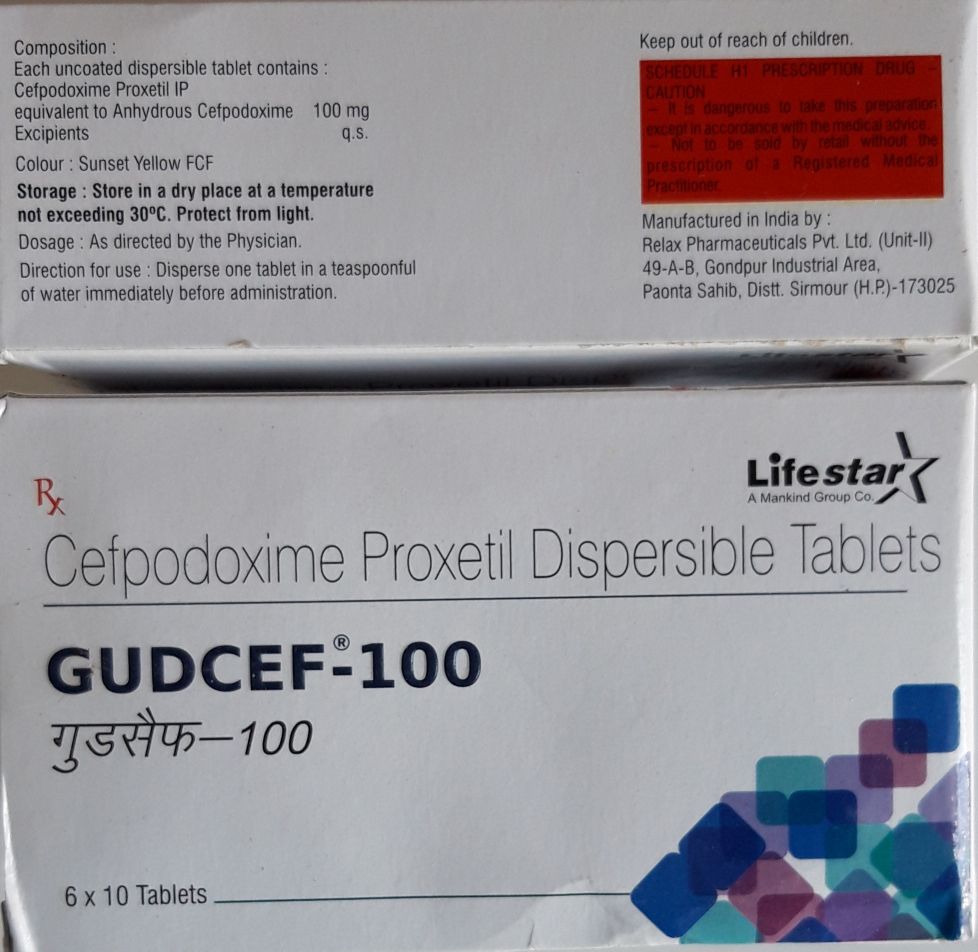 Composition :
Each uncoated dispersible tablet contains :
Cefpodoxime Proxetil IP
equivalent to Anhydrous Cefpodoxime 100 mg
Excipients q.s.
Colour : Sunset Yellow FCF
Storage : Store in a dry place at a temperature
not exceeding 30ºC. Protect from light.
Dosage : As directed by the Physician.
Direction for use : Disperse one tablet in a teaspoonful
of water immediately before administration.
Keep out of reach of children.
SCHEDULE H1 PRESCRIPTION DRUG –
CAUTION
– It is dangerous to take this preparation
except in accordance with the medical advice.
– Not to be sold by retail without the
prescription of a Registered Medical
Practitioner.
Manufactured in India by :
Relax Pharmaceuticals Pvt. Ltd. (Unit-II)
49-A-B, Gondpur Industrial Area,
Paonta Sahib, Distt. Sirmour (H.P.)-173025
Lifestar
Rx
Lifestar
A Mankind Group Co.
Cefpodoxime Proxetil Dispersible Tablets
GUDCEF®-100
गुडसैफ–100
6 x 10 Tablets